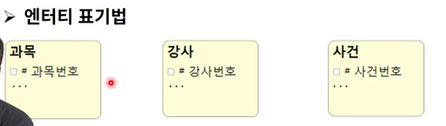 ➤ 엔터티 표기법
과목
□ # 과목번호
...
강사
□ # 강사번호
...
사건
□ # 사건번호
...